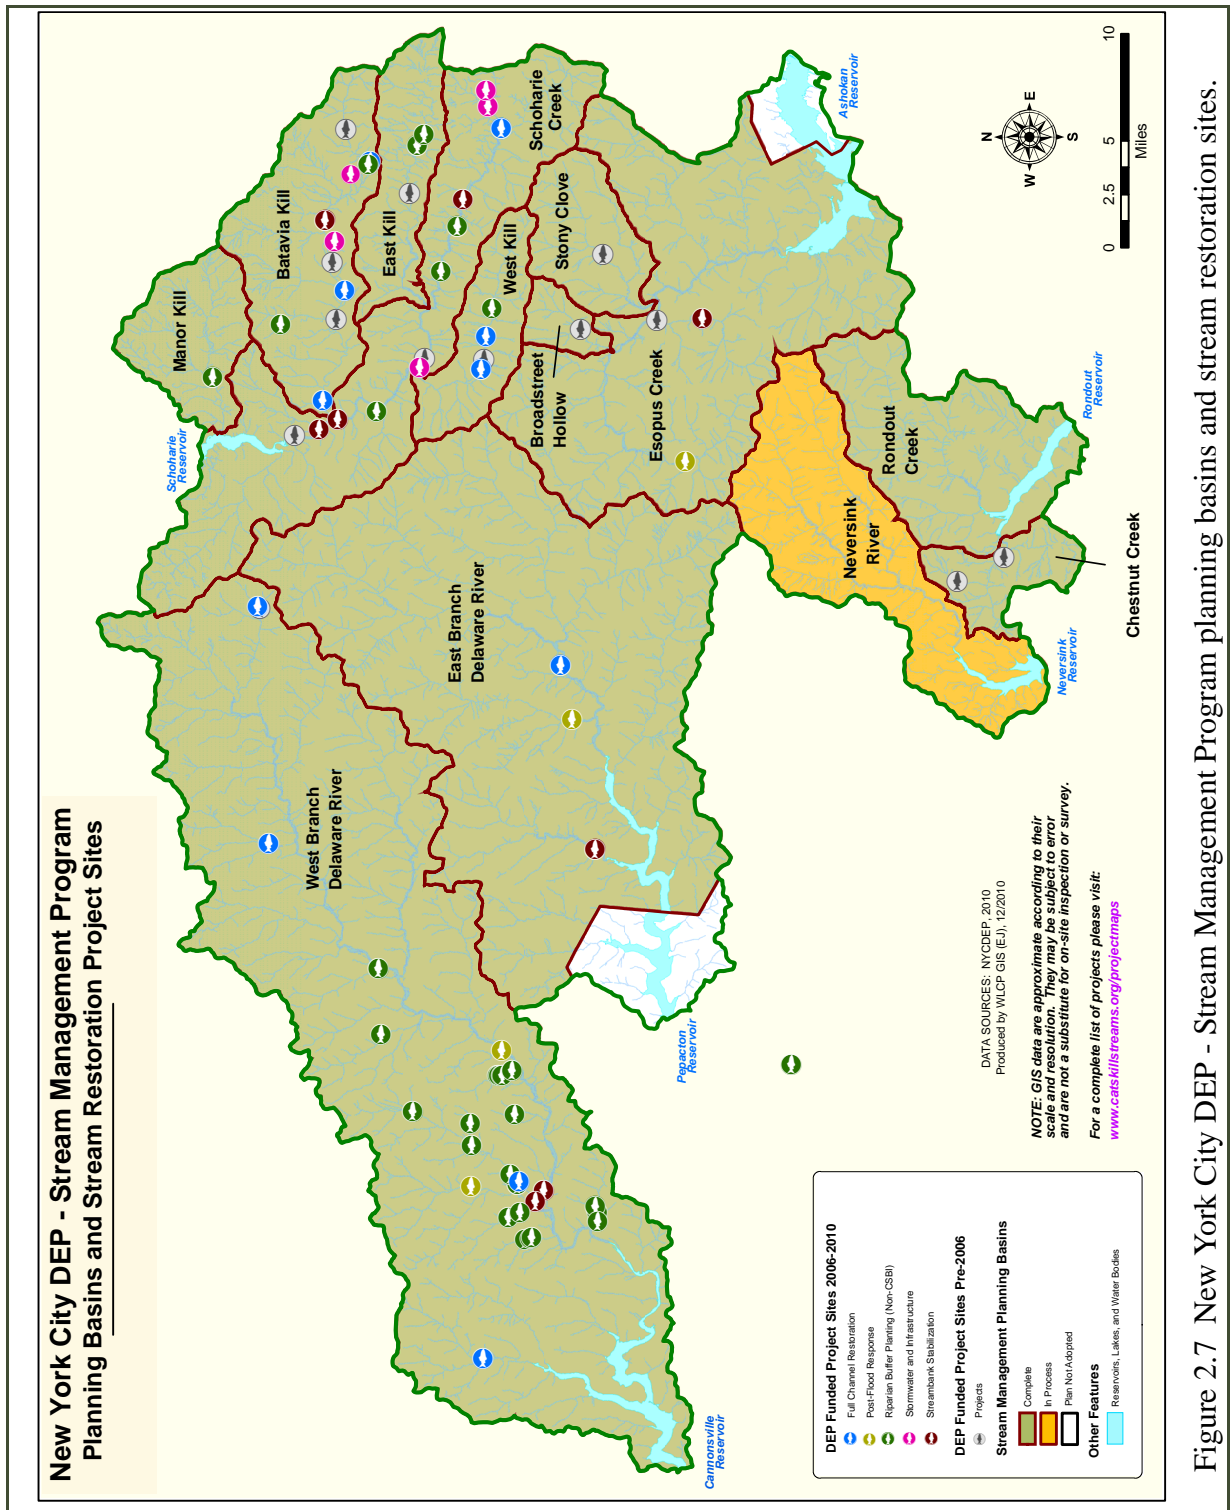 New York City DEP - Stream Management Program
Planning Basins and Stream Restoration Project Sites
Cannonsville
Reservoir
West Branch
Delaware River
Pepacton
Reservoir
East Branch
Delaware River
Schoharie
Reservoir
Manor Kill
Batavia Kill
East Kill
Schoharie
Creek
West Kill
Stony Clove
Broadstreet
Hollow
Esopus Creek
Ashokan
Reservoir
Neversink
River
Neversink
Reservoir
Rondout
Creek
Rondout
Reservoir
Chestnut Creek
DEP Funded Project Sites 2006-2010
Full Channel Restoration
Post-Flood Response
Riparian Buffer Planting (Non-CSBI)
Stormwater and Infrastructure
Streambank Stabilization
DEP Funded Project Sites Pre-2006
Projects
Stream Management Planning Basins
Complete
In Process
Plan Not Adopted
Other Features
Reservoirs, Lakes, and Water Bodies
DATA SOURCES: NYCDEP, 2010
Produced by WLCP GIS (EJ), 12/2010
NOTE: GIS data are approximate according to their
scale and resolution. They may be subject to error
and are not a substitute for on-site inspection or survey.
For a complete list of projects please visit:
www.catskillstreams.org/projectmaps
N
W
E
S
0 2.5 5 10
Miles
Figure 2.7 New York City DEP - Stream Management Program planning basins and stream restoration sites.